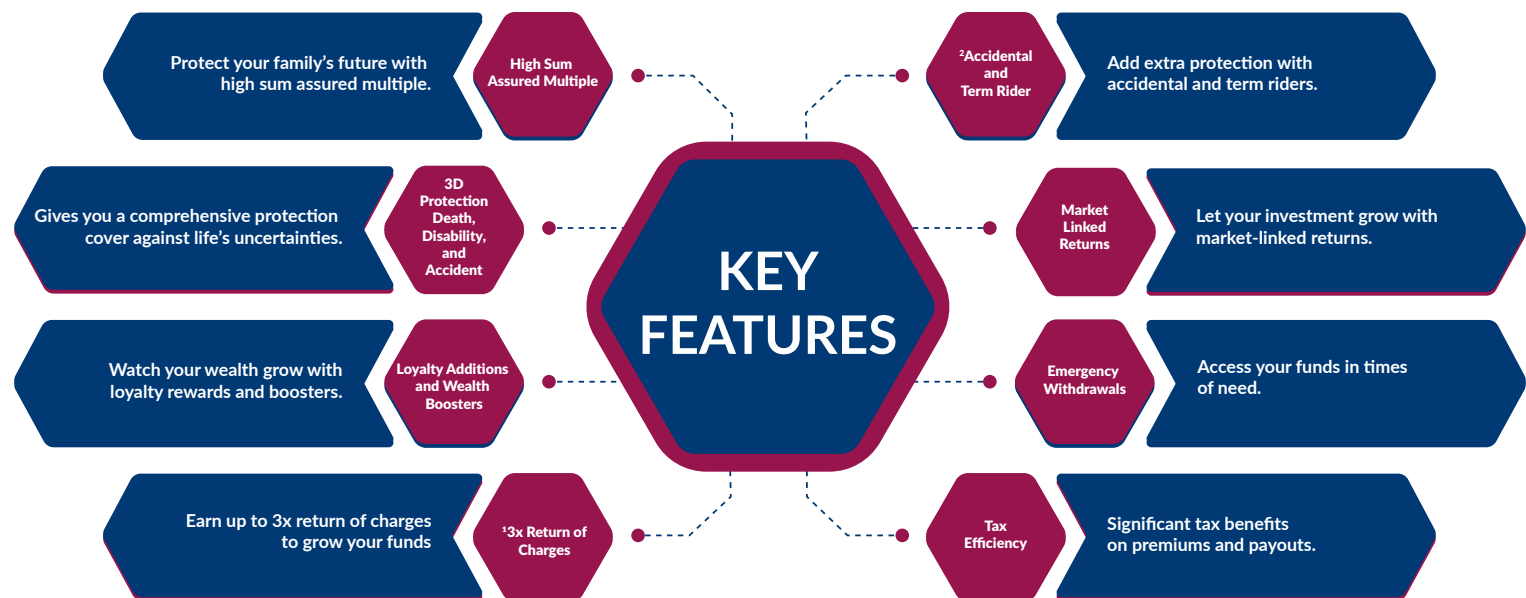 Protect your family's future with
high sum assured multiple.
High Sum
Assured Multiple
²Accidental
and
Term Rider
Add extra protection with
accidental and term riders.
Gives you a comprehensive protection
cover against life's uncertainties.
3D
Protection
Death,
Disability,
and
Accident
KEY
FEATURES
Market
Linked
Returns
Let your investment grow with
market-linked returns.
Watch your wealth grow with
loyalty rewards and boosters.
Loyalty Additions
and Wealth
Boosters
Emergency
Withdrawals
Access your funds in times
of need.
Earn up to 3x return of charges
to grow your funds
¹3x Return of
Charges
Tax
Efficiency
Significant tax benefits
on premiums and payouts.